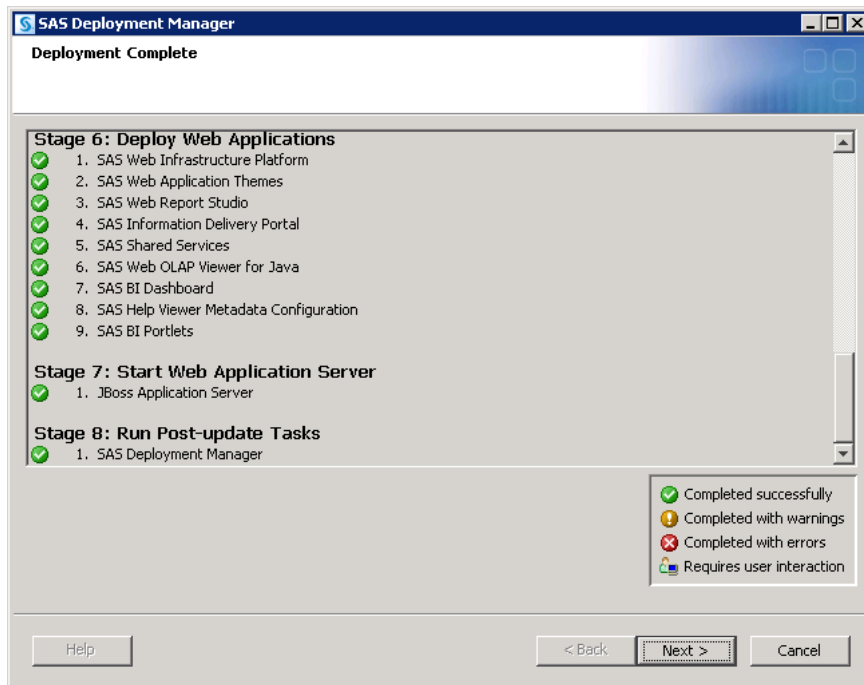 SAS Deployment Manager
Deployment Complete
Stage 6: Deploy Web Applications
1. SAS Web Infrastructure Platform
2. SAS Web Application Themes
3. SAS Web Report Studio
4. SAS Information Delivery Portal
5. SAS Shared Services
6. SAS Web OLAP Viewer for Java
7. SAS BI Dashboard
8. SAS Help Viewer Metadata Configuration
9. SAS BI Portlets
Stage 7: Start Web Application Server
1. JBoss Application Server
Stage 8: Run Post-update Tasks
1. SAS Deployment Manager
Completed successfully
Completed with warnings
Completed with errors
Requires user interaction
Help
< Back
Next >
Cancel